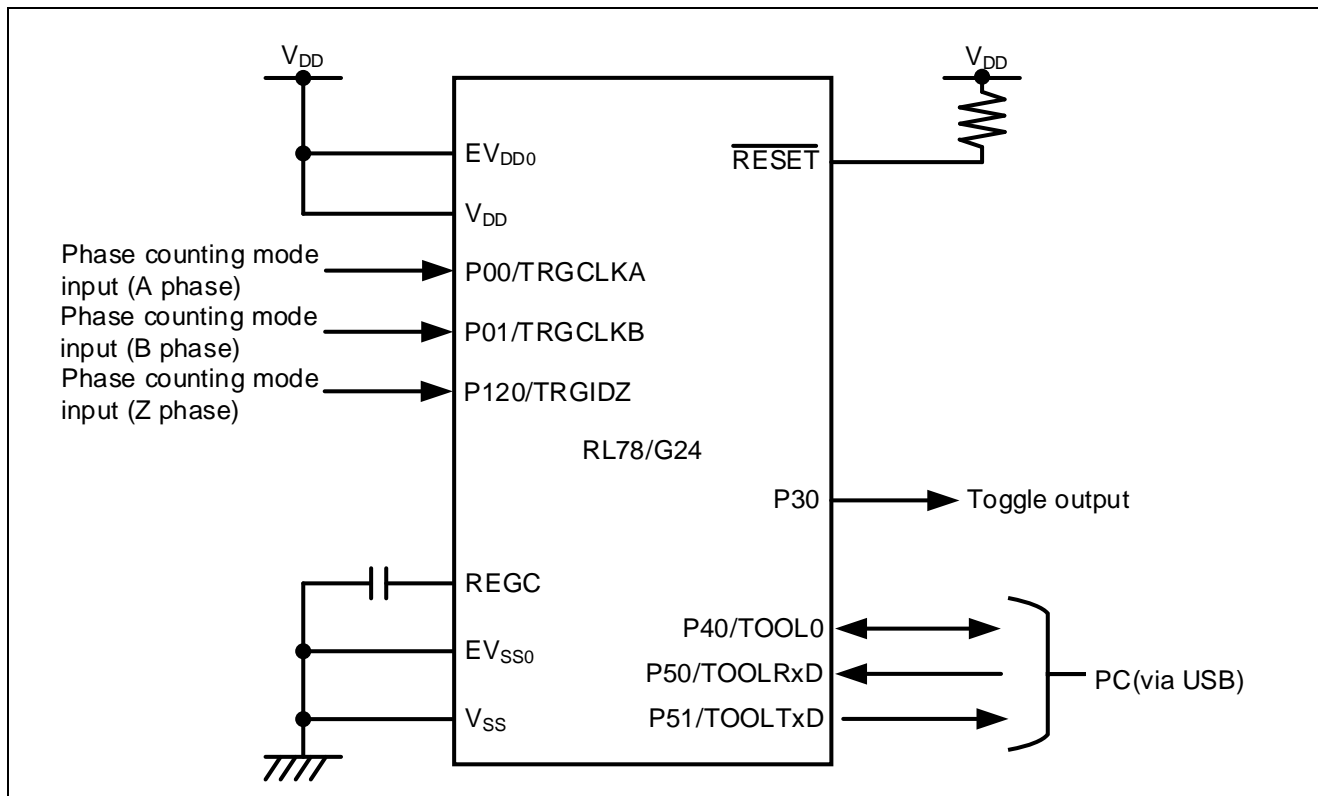 VDD
VDD
EVDD0
RESET
VDD
Phase counting mode
input (A phase)
P00/TRGCLKA
Phase counting mode
input (B phase)
P01/TRGCLKB
Phase counting mode
input (Z phase)
P120/TRGIDZ
RL78/G24
P30
Toggle output
REGC
P40/TOOL0
EVSS0
P50/TOOLRxD
PC(via USB)
VSS
P51/TOOLTxD